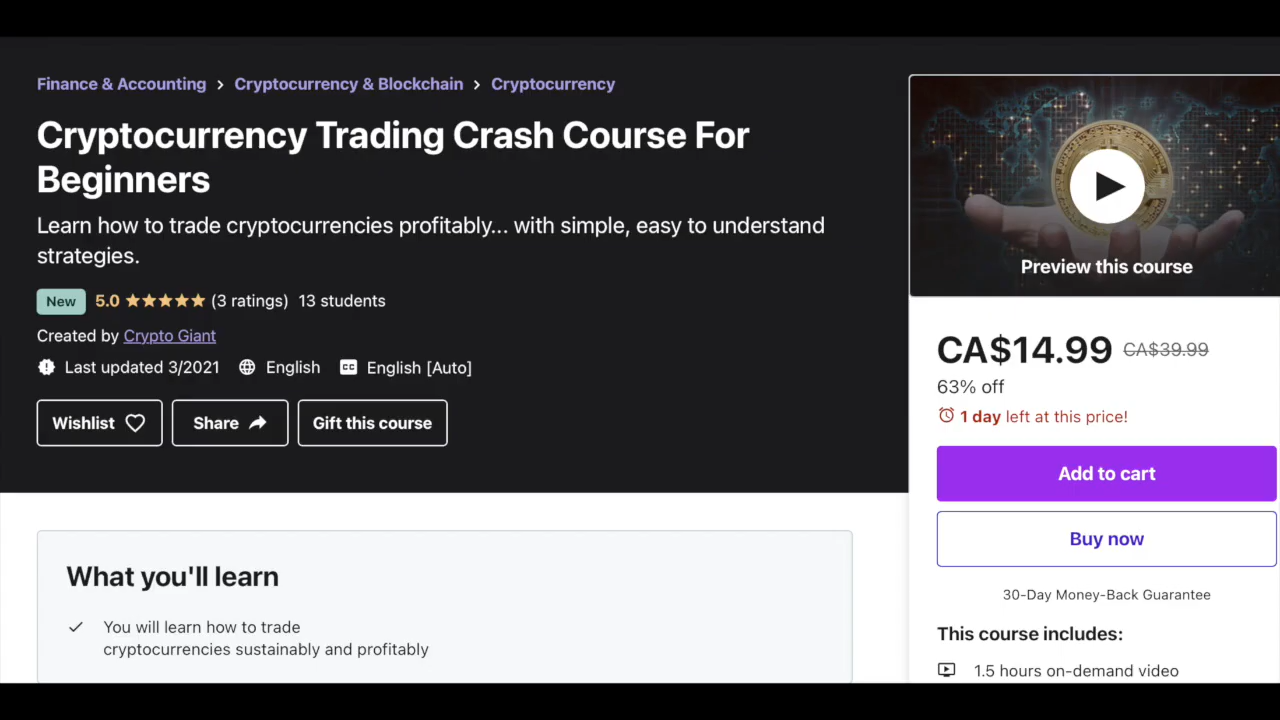 Finance & Accounting > Cryptocurrency & Blockchain > Cryptocurrency
Cryptocurrency Trading Crash Course For
Beginners
Learn how to trade cryptocurrencies profitably... with simple, easy to understand
strategies.
New 5.0 (3 ratings) 13 students
Created by Crypto Giant
Last updated 3/2021 English CC English [Auto]
Wishlist Share Gift this course
What you'll learn
You will learn how to trade
cryptocurrencies sustainably and profitably
Preview this course
CA$14.99 CA$39.99
63% off
1 day left at this price!
Add to cart
Buy now
30-Day Money-Back Guarantee
This course includes:
1.5 hours on-demand video